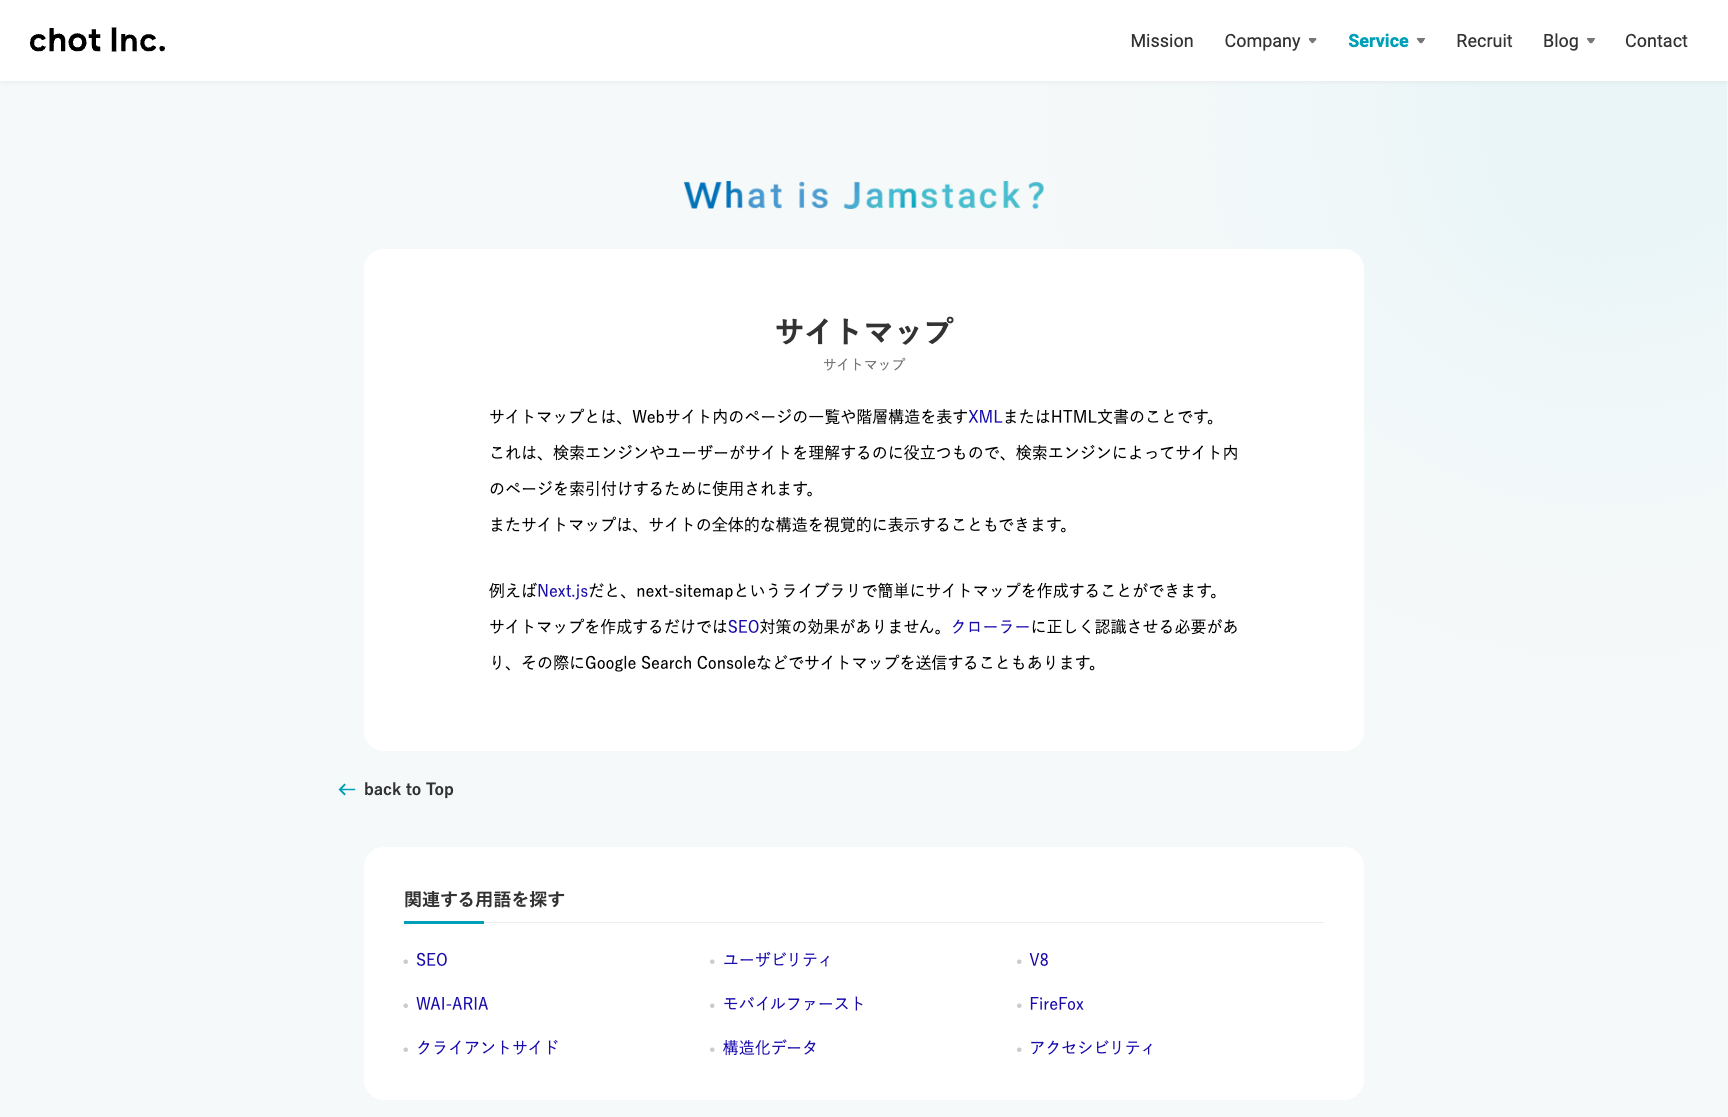 chot Inc.
Mission Company Service Recruit Blog Contact
What is Jamstack?
サイトマップ
サイトマップ
サイトマップとは、Webサイト内のページの一覧や階層構造を表すXMLまたはHTML文書のことです。
これは、検索エンジンやユーザーがサイトを理解するのに役立つもので、検索エンジンによってサイト内
のページを索引付けするために使用されます。
またサイトマップは、サイトの全体的な構造を視覚的に表示することもできます。
例えばNext.jsだと、next-sitemapというライブラリで簡単にサイトマップを作成することができます。
サイトマップを作成するだけではSEO対策の効果がありません。クローラーに正しく認識させる必要があ
り、その際にGoogle Search Consoleなどでサイトマップを送信することもあります。
back to Top
関連する用語を探す
SEO ユーザビリティ V8
WAI-ARIA モバイルファースト FireFox
クライアントサイド 構造化データ アクセシビリティ